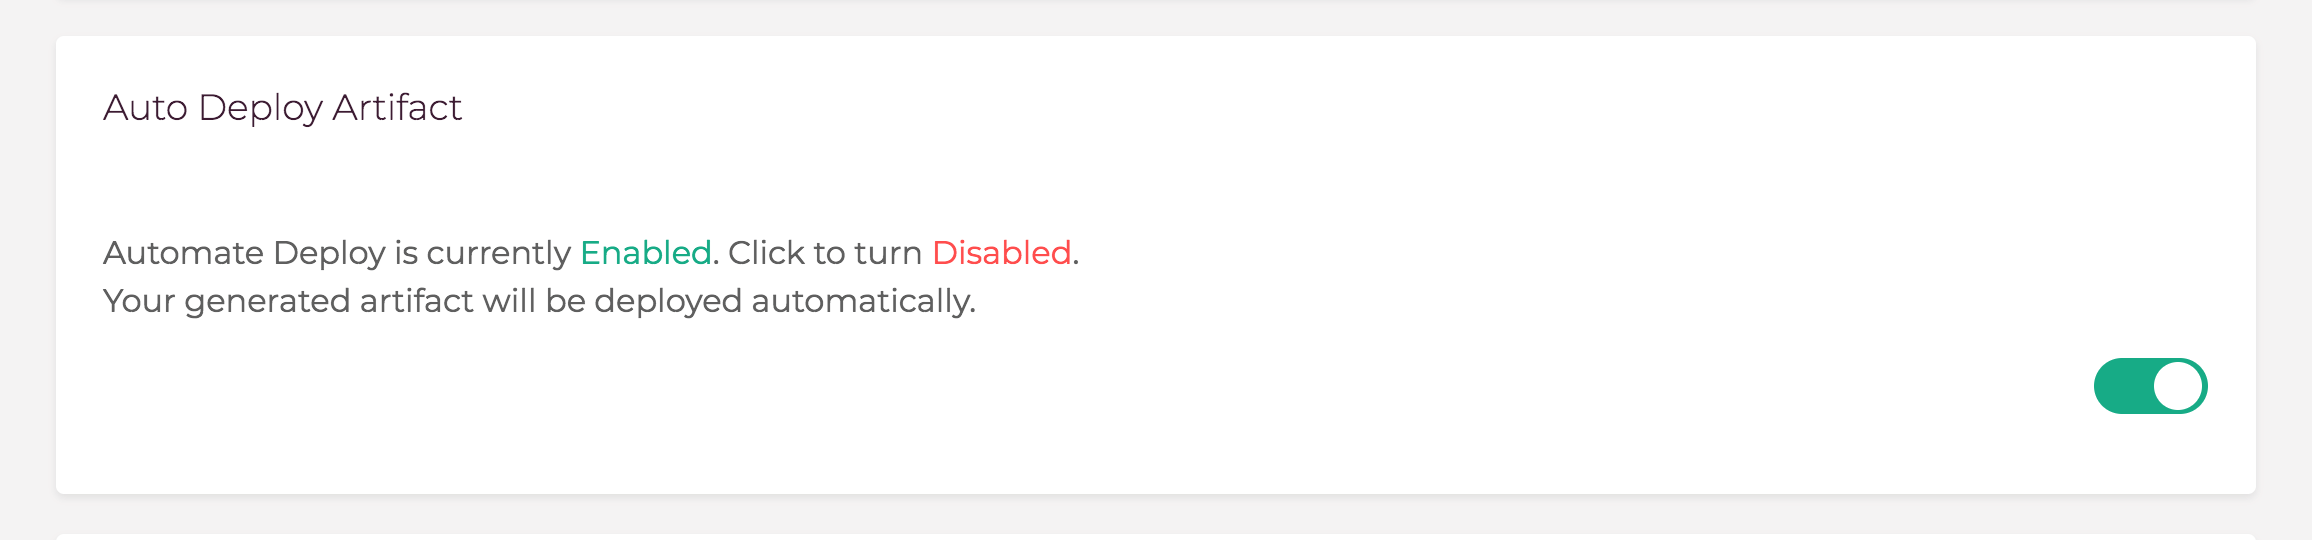 Auto Deploy Artifact
Automate Deploy is currently Enabled. Click to turn Disabled.
Your generated artifact will be deployed automatically.